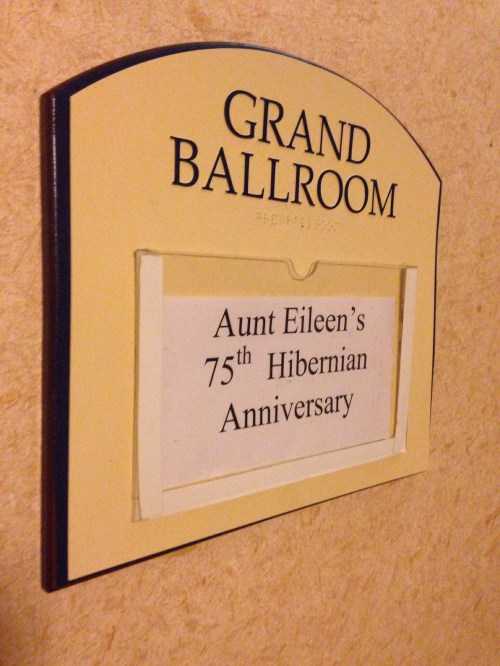 GRAND
BALLROOM
Aunt Eileen's
75th Hibernian
Anniversary